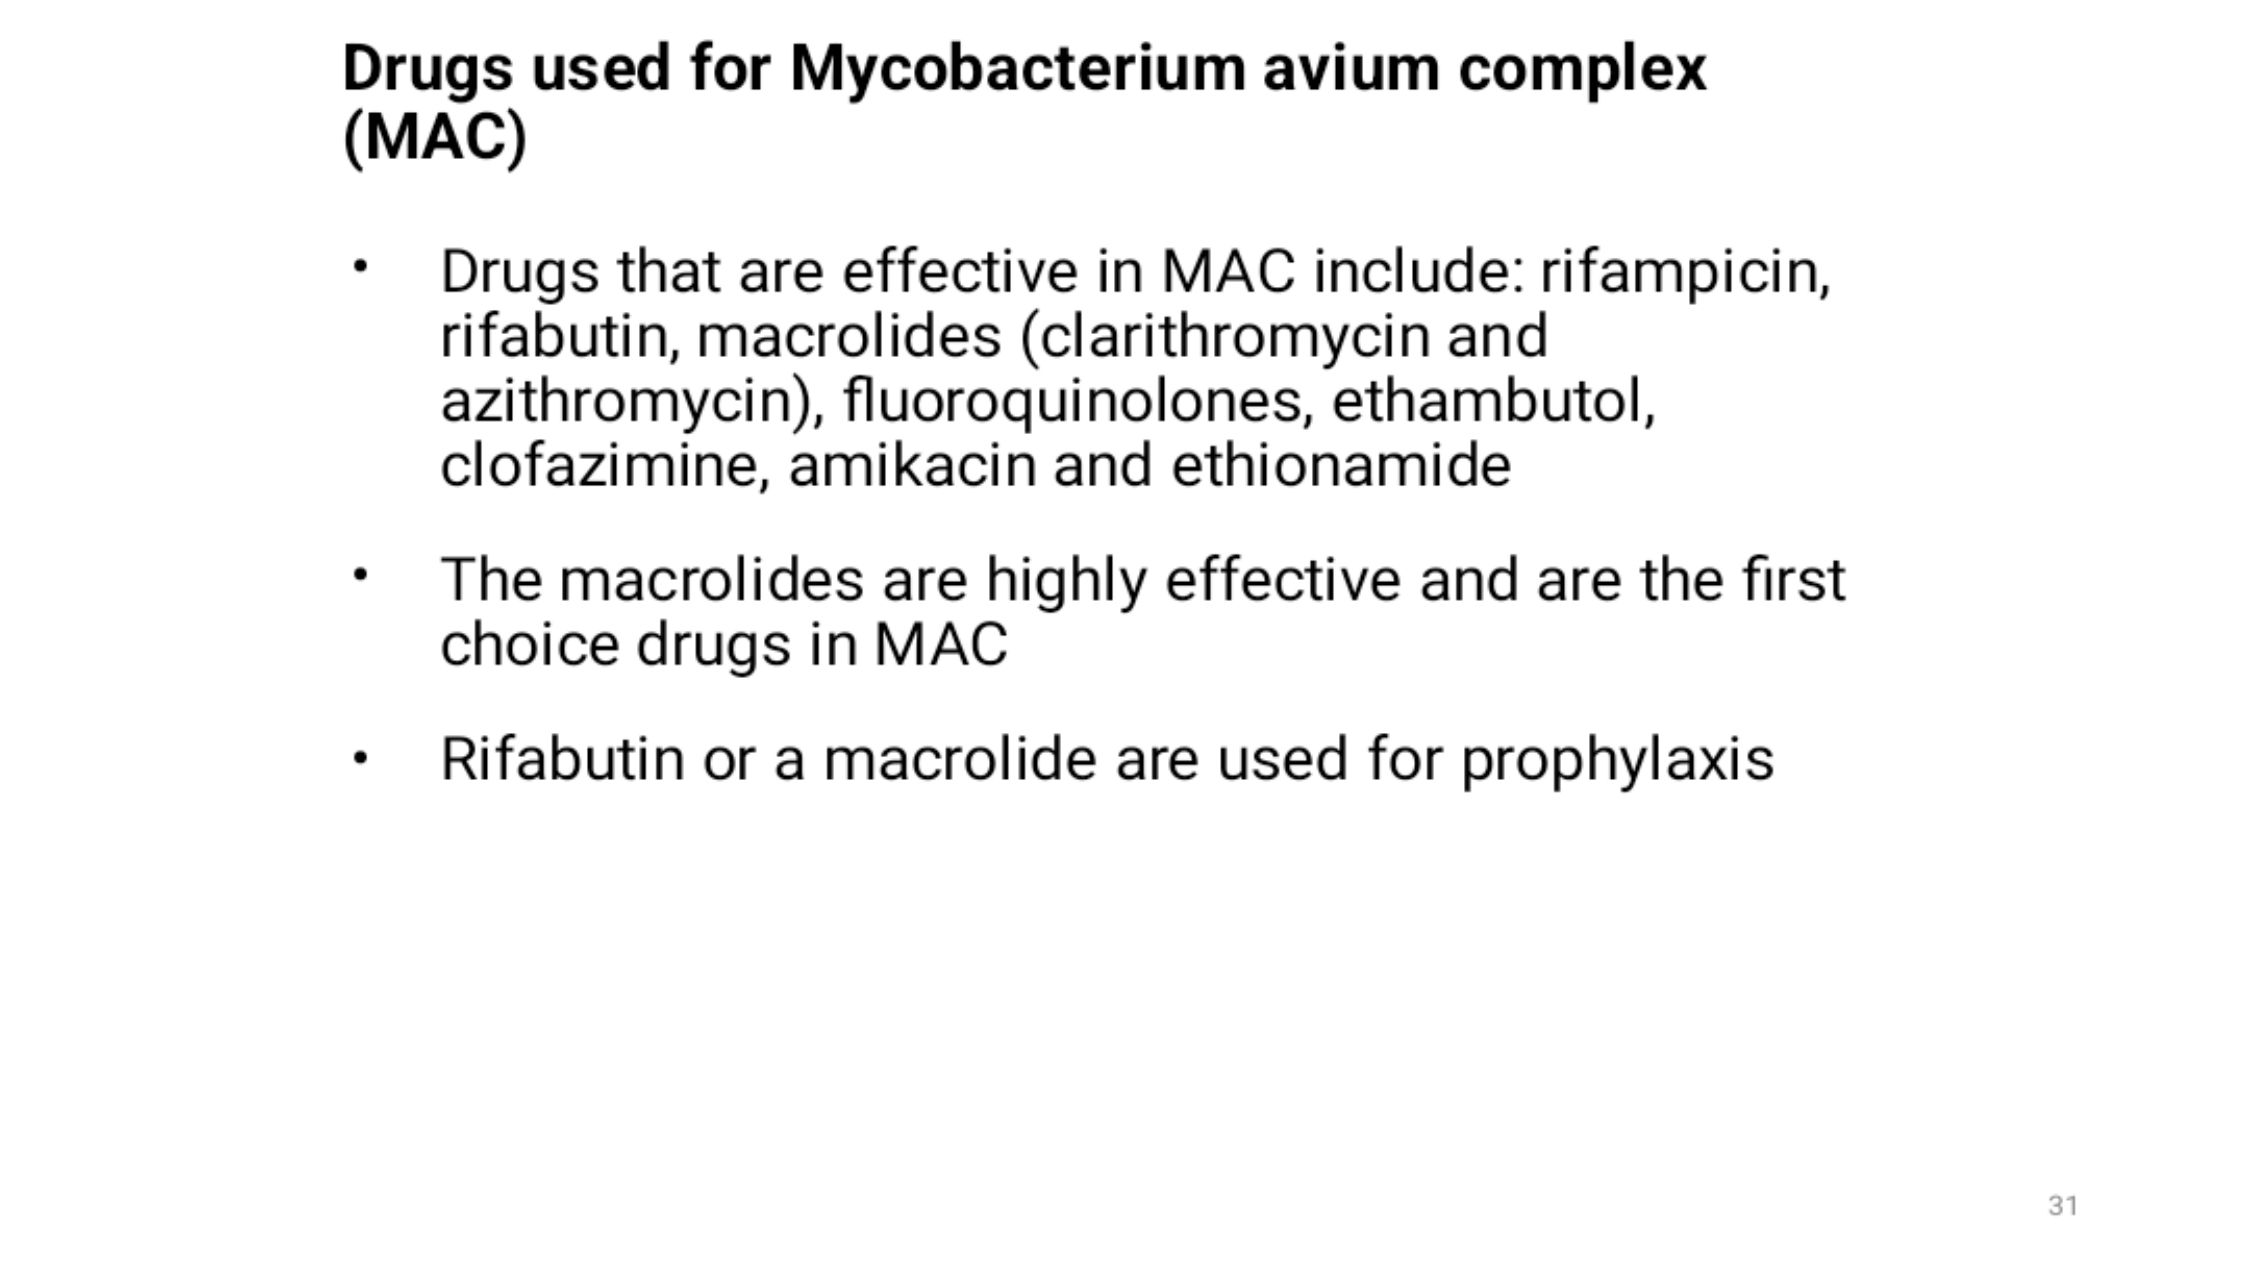 Drugs used for Mycobacterium avium complex
(MAC)
• Drugs that are effective in MAC include: rifampicin,
rifabutin, macrolides (clarithromycin and
azithromycin), fluoroquinolones, ethambutol,
clofazimine, amikacin and ethionamide
• The macrolides are highly effective and are the first
choice drugs in MAC
• Rifabutin or a macrolide are used for prophylaxis
31